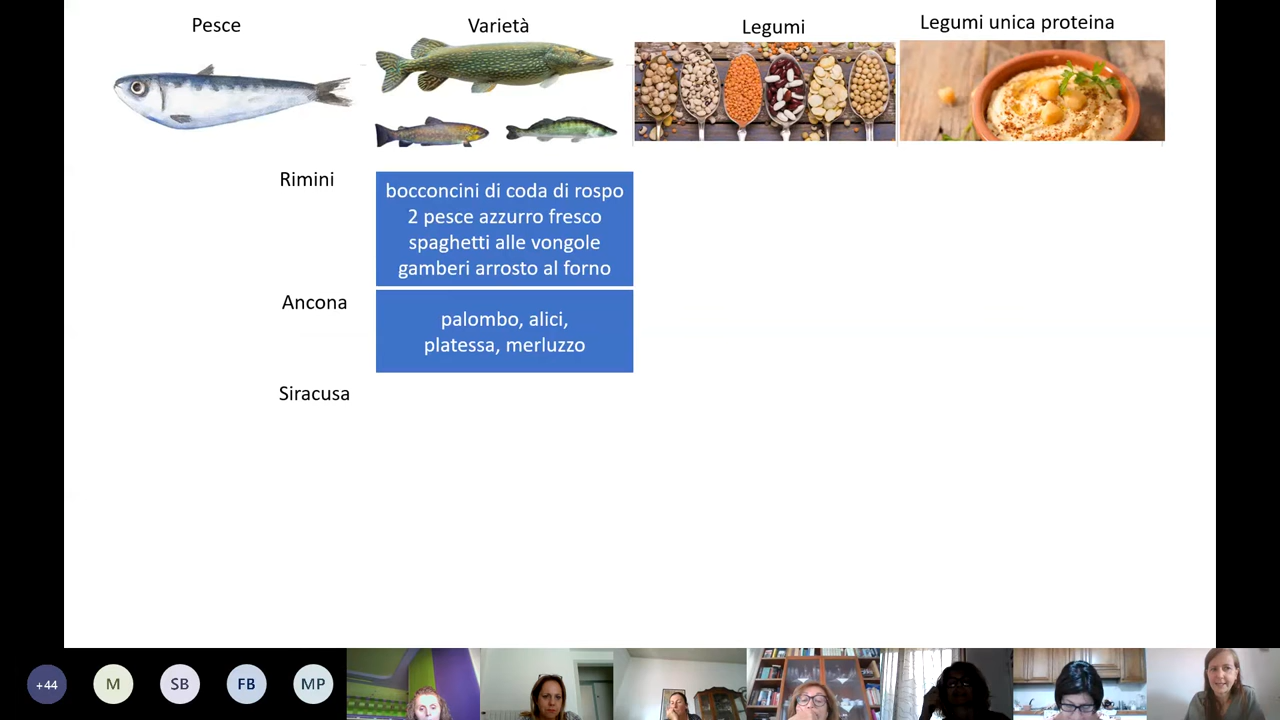 Pesce
Varietà
Legumi
Legumi unica proteina
Rimini
bocconcini di coda di rospo
2 pesce azzurro fresco
spaghetti alle vongole
gamberi arrosto al forno
Ancona
palombo, alici,
platessa, merluzzo
Siracusa
+44
M
SB
FB
MP